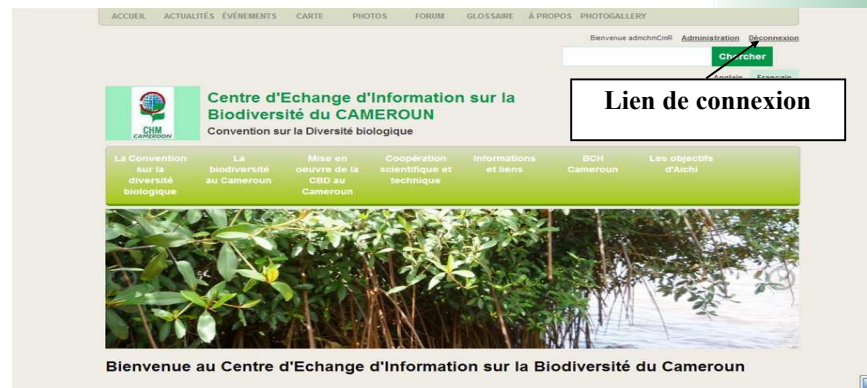 ACCUEIL ACTUALITÉS ÉVÉNEMENTS CARTE PHOTOS FORUM GLOSSAIRE À PROPOS PHOTOGALLERY
Bienvenue admchmCmR Administration Déconnexion
Chercher
Anglais Français
Lien de connexion
CHM
CAMEROON
Centre d'Echange d'Information sur la
Biodiversité du CAMEROUN
Convention sur la Diversité biologique
La Convention sur la diversité biologique
La biodiversité au Cameroun
Mise en oeuvre de la CBD au Cameroun
Coopération scientifique et technique
Informations et liens
BCH Cameroun
Les objectifs d'Aichi
Bienvenue au Centre d'Echange d'Information sur la Biodiversité du Cameroun